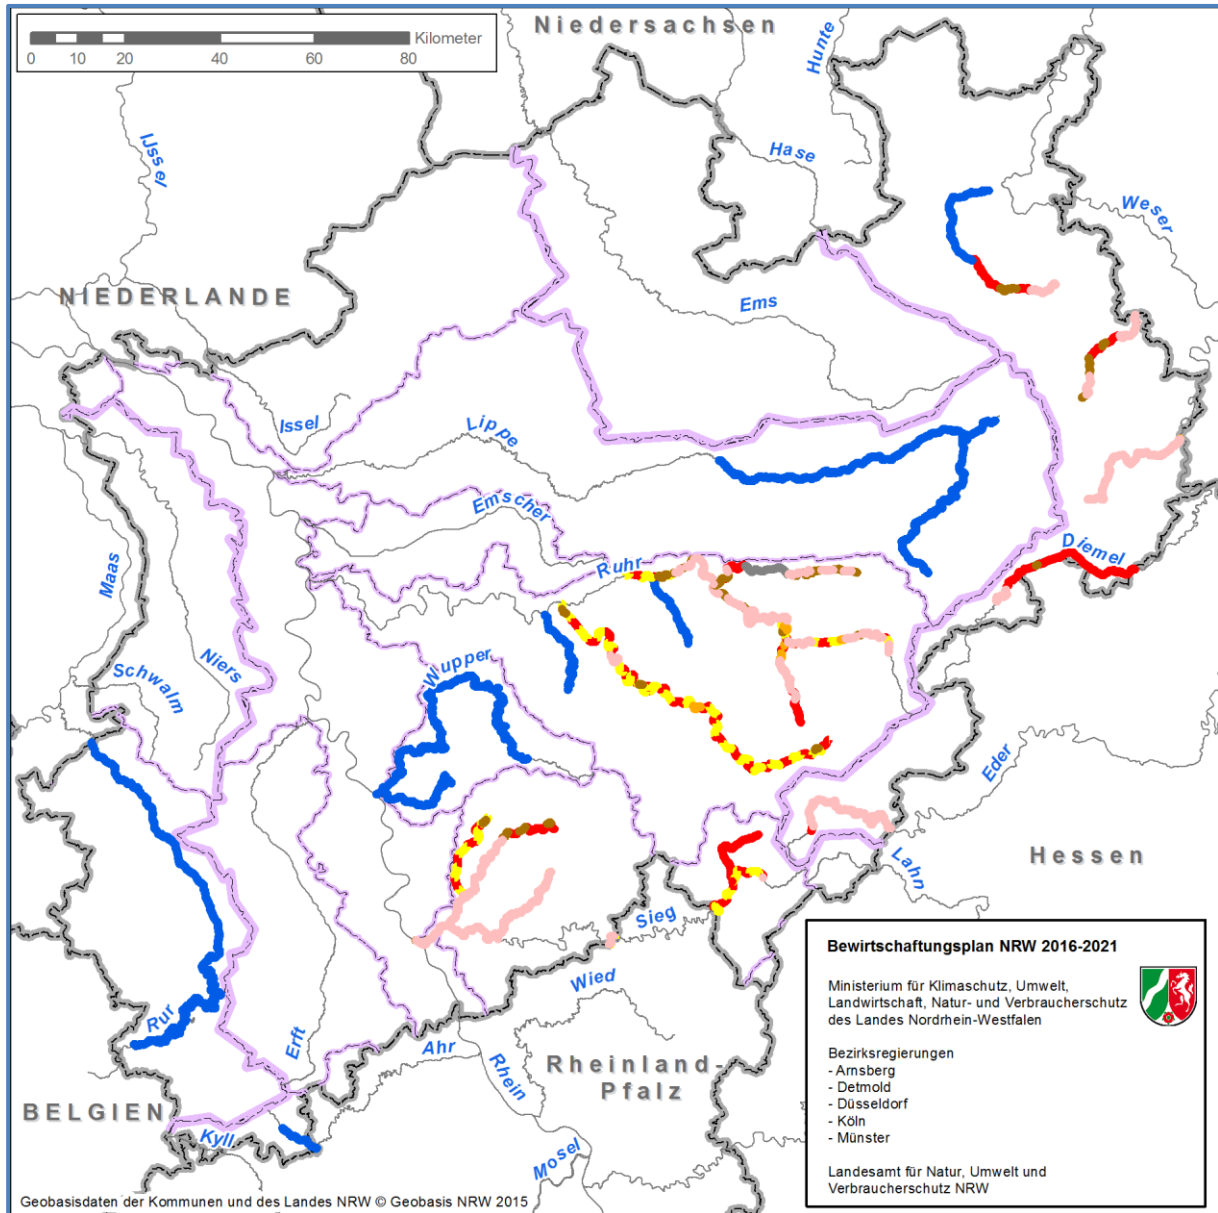 Niedersachsen
Kilometer
0 10 20 40 60 80
Hunte
IJssel
Hase
Weser
NIEDERLANDE
Ems
Issel
Lippe
Emscher
Maas
Ruhr
Diemel
Wupper
Niers
Schwalm
Eder
Lahn
Hessen
Sieg
Wied
Rur
Erft
Ahr
Rhein
Rheinland-
Pfalz
BELGIEN
Kyll
Mosel
Bewirtschaftungsplan NRW 2016-2021
Ministerium für Klimaschutz, Umwelt,
Landwirtschaft, Natur- und Verbraucherschutz
des Landes Nordrhein-Westfalen
Bezirksregierungen
- Arnsberg
- Detmold
- Düsseldorf
- Köln
- Münster
Landesamt für Natur, Umwelt und
Verbraucherschutz NRW
Geobasisdaten der Kommunen und des Landes NRW © Geobasis NRW 2015